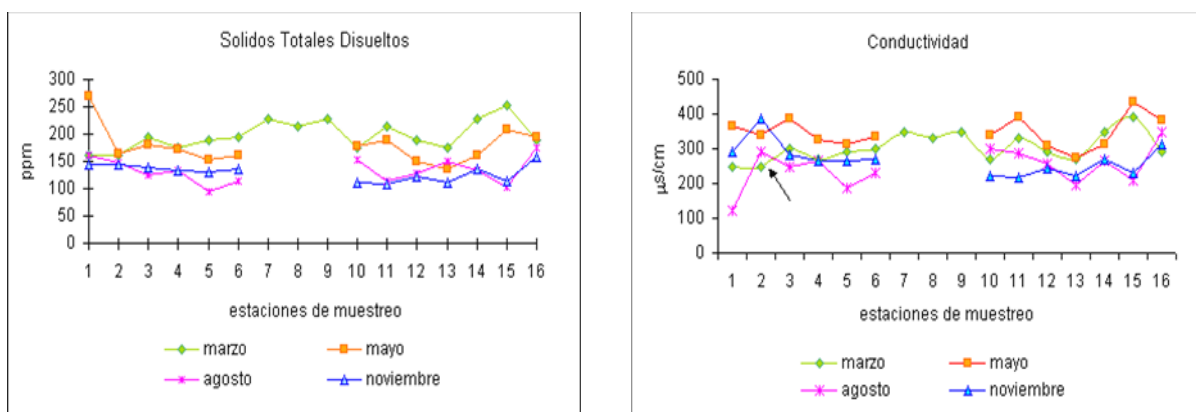 Solidos Totales Disueltos
300
250
200
150
100
50
0
ppm
1 2 3 4 5 6 7 8 9 10 11 12 13 14 15 16
estaciones de muestreo
marzo mayo
agosto noviembre
Conductividad
500
400
300
200
100
0
µs/cm
1 2 3 4 5 6 7 8 9 10 11 12 13 14 15 16
estaciones de muestreo
marzo mayo
agosto noviembre